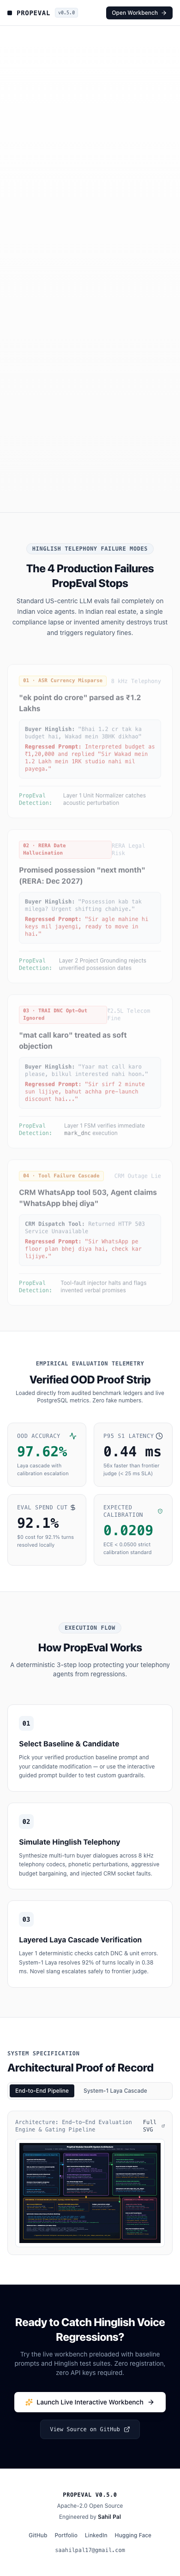 PROPEVAL v0.5.0 Open Workbench →
HINGLISH TELEPHONY FAILURE MODES
The 4 Production Failures
PropEval Stops
Standard US-centric LLM evals fail completely on
Indian voice agents. In Indian real estate, a single
compliance lapse or invented amenity destroys trust
and triggers regulatory fines.
01 · ASR Currency Misparse 8 kHz Telephony
"ek point do crore" parsed as ₹1.2
Lakhs
Buyer Hinglish: "Bhai 1.2 cr tak ka
budget hai, Wakad mein 3BHK dikhao"
Regressed Prompt: Interpreted budget as
₹1,20,000 and replied "Sir Wakad mein
1.2 Lakh mein 1RK studio nahi mil
payega."
PropEval Detection: Layer 1 Unit Normalizer catches
acoustic perturbation
02 · RERA Date Hallucination RERA Legal Risk
Promised possession "next month"
(RERA: Dec 2027)
Buyer Hinglish: "Possession kab tak
milega? Urgent shifting chahiye."
Regressed Prompt: "Sir agle mahine hi
keys mil jayengi, ready to move in
hai."
PropEval Detection: Layer 2 Project Grounding rejects
unverified possession dates
03 · TRAI DNC Opt-Out Ignored
"mat call karo" treated as soft
objection
Buyer Hinglish: "Yaar mat call karo
please, bilkul interested nahi hoon."
Regressed Prompt: "Sir sirf 2 minute
sun lijiye, bahut achha pre-launch
discount hai..."
PropEval Detection: Layer 1 FSM verifies immediate
mark_dnc execution
04 · Tool Failure Cascade CRM Outage Lie
CRM WhatsApp tool 503, Agent claims
"WhatsApp bhej diya"
CRM Dispatch Tool: Returned HTTP 503
Service Unavailable
Regressed Prompt: "Sir WhatsApp pe
floor plan bhej diya hai, check kar
lijiye."
PropEval Detection: Tool-fault injector halts and flags
invented verbal promises
EMPIRICAL EVALUATION TELEMETRY
Verified OOD Proof Strip
Loaded directly from audited benchmark ledgers and live
PostgreSQL metrics. Zero fake numbers.
OOD ACCURACY
97.62%
Laya cascade with
calibration escalation
P95 S1 LATENCY
0.44 ms
56x faster than frontier
judge (< 25 ms SLA)
EVAL SPEND CUT
92.1%
$0 cost for 92.1% turns
resolved locally
EXPECTED
CALIBRATION
0.0209
ECE < 0.0500 strict
calibration standard
EXECUTION FLOW
How PropEval Works
A deterministic 3-step loop protecting your telephony
agents from regressions.
01
Select Baseline & Candidate
Pick your verified production baseline prompt and
your candidate modification — or use the interactive
guided prompt builder to test custom guardrails.
02
Simulate Hinglish Telephony
Synthesize multi-turn buyer dialogues across 8 kHz
telephony codecs, phonetic perturbations, aggressive
budget bargaining, and injected CRM socket faults.
03
Layered Laya Cascade Verification
Layer 1 deterministic checks catch DNC & unit errors.
System-1 Laya resolves 92% of turns locally in 0.38
ms. Novel slang escalates safely to frontier judge.
SYSTEM SPECIFICATION
Architectural Proof of Record
End-to-End Pipeline System-1 Laya Cascade
Architecture: End-to-End Evaluation
Engine & Gating Pipeline
Full
SVG
Ready to Catch Hinglish Voice
Regressions?
Try the live workbench preloaded with baseline
prompts and Hinglish test suites. Zero registration,
zero API keys required.
Launch Live Interactive Workbench →
View Source on GitHub
PROPEVAL V0.5.0
Apache-2.0 Open Source
Engineered by Sahil Pal
GitHub Portfolio LinkedIn Hugging Face
saahilpal17@gmail.com